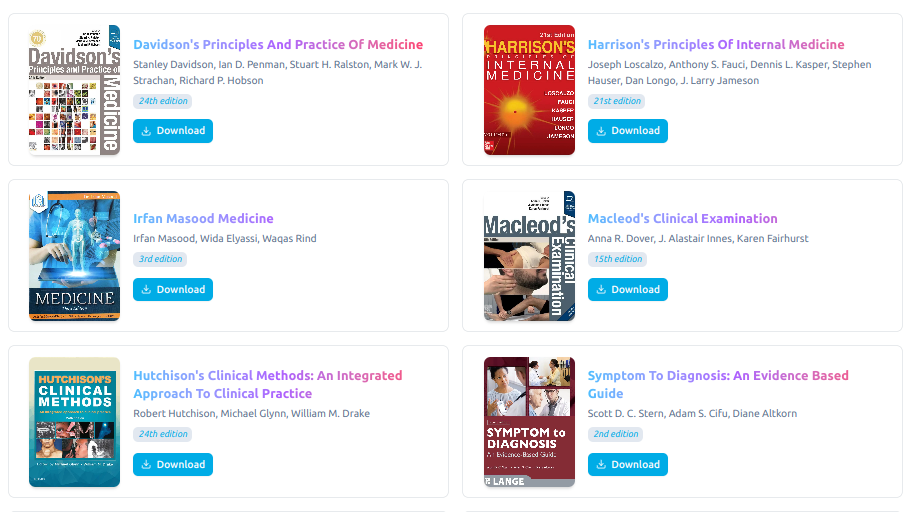 Davidson's
Principles and Practice of
Medicine
Davidson's Principles And Practice Of Medicine
Stanley Davidson, Ian D. Penman, Stuart H. Ralston, Mark W. J.
Strachan, Richard P. Hobson
24th edition
Download
21st Edition
HARRISON'S
PRINCIPLES OF
INTERNAL
MEDICINE
LOSCALZO
FAUCI
KASPER
HAUSER
LONGO
JAMESON
Harrison's Principles Of Internal Medicine
Joseph Loscalzo, Anthony S. Fauci, Dennis L. Kasper, Stephen
Hauser, Dan Longo, J. Larry Jameson
21st edition
Download
MEDICINE
Irfan Masood Medicine
Irfan Masood, Wida Elyassi, Waqas Rind
3rd edition
Download
Macleod's
Clinical
Examination
Macleod's Clinical Examination
Anna R. Dover, J. Alastair Innes, Karen Fairhurst
15th edition
Download
HUTCHISON'S
CLINICAL
METHODS
Hutchison's Clinical Methods: An Integrated
Approach To Clinical Practice
Robert Hutchison, Michael Glynn, William M. Drake
24th edition
Download
SYMPTOM to
DIAGNOSIS
An Evidence-Based Guide
LANGE
Symptom To Diagnosis: An Evidence Based
Guide
Scott D. C. Stern, Adam S. Cifu, Diane Altkorn
2nd edition
Download